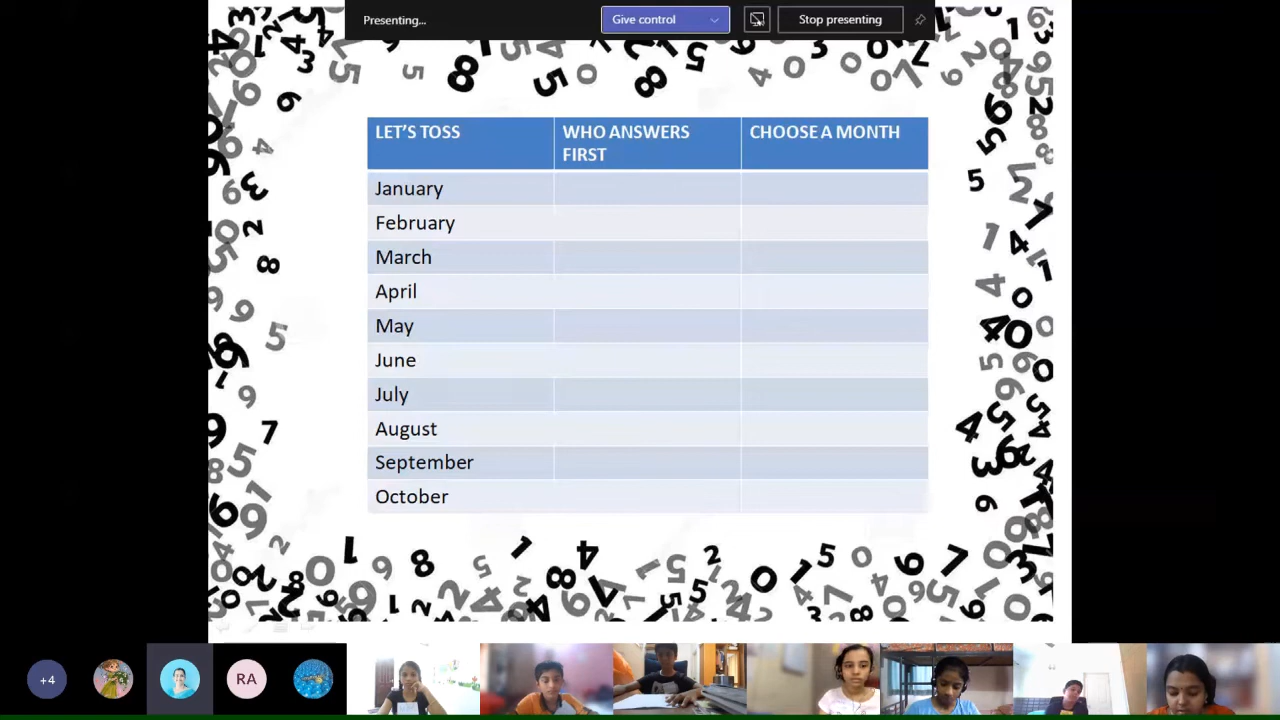 Presenting...
Give control
Stop presenting
LET'S TOSS
WHO ANSWERS
FIRST
CHOOSE A MONTH
January
February
March
April
May
June
July
August
September
October
+4
RA